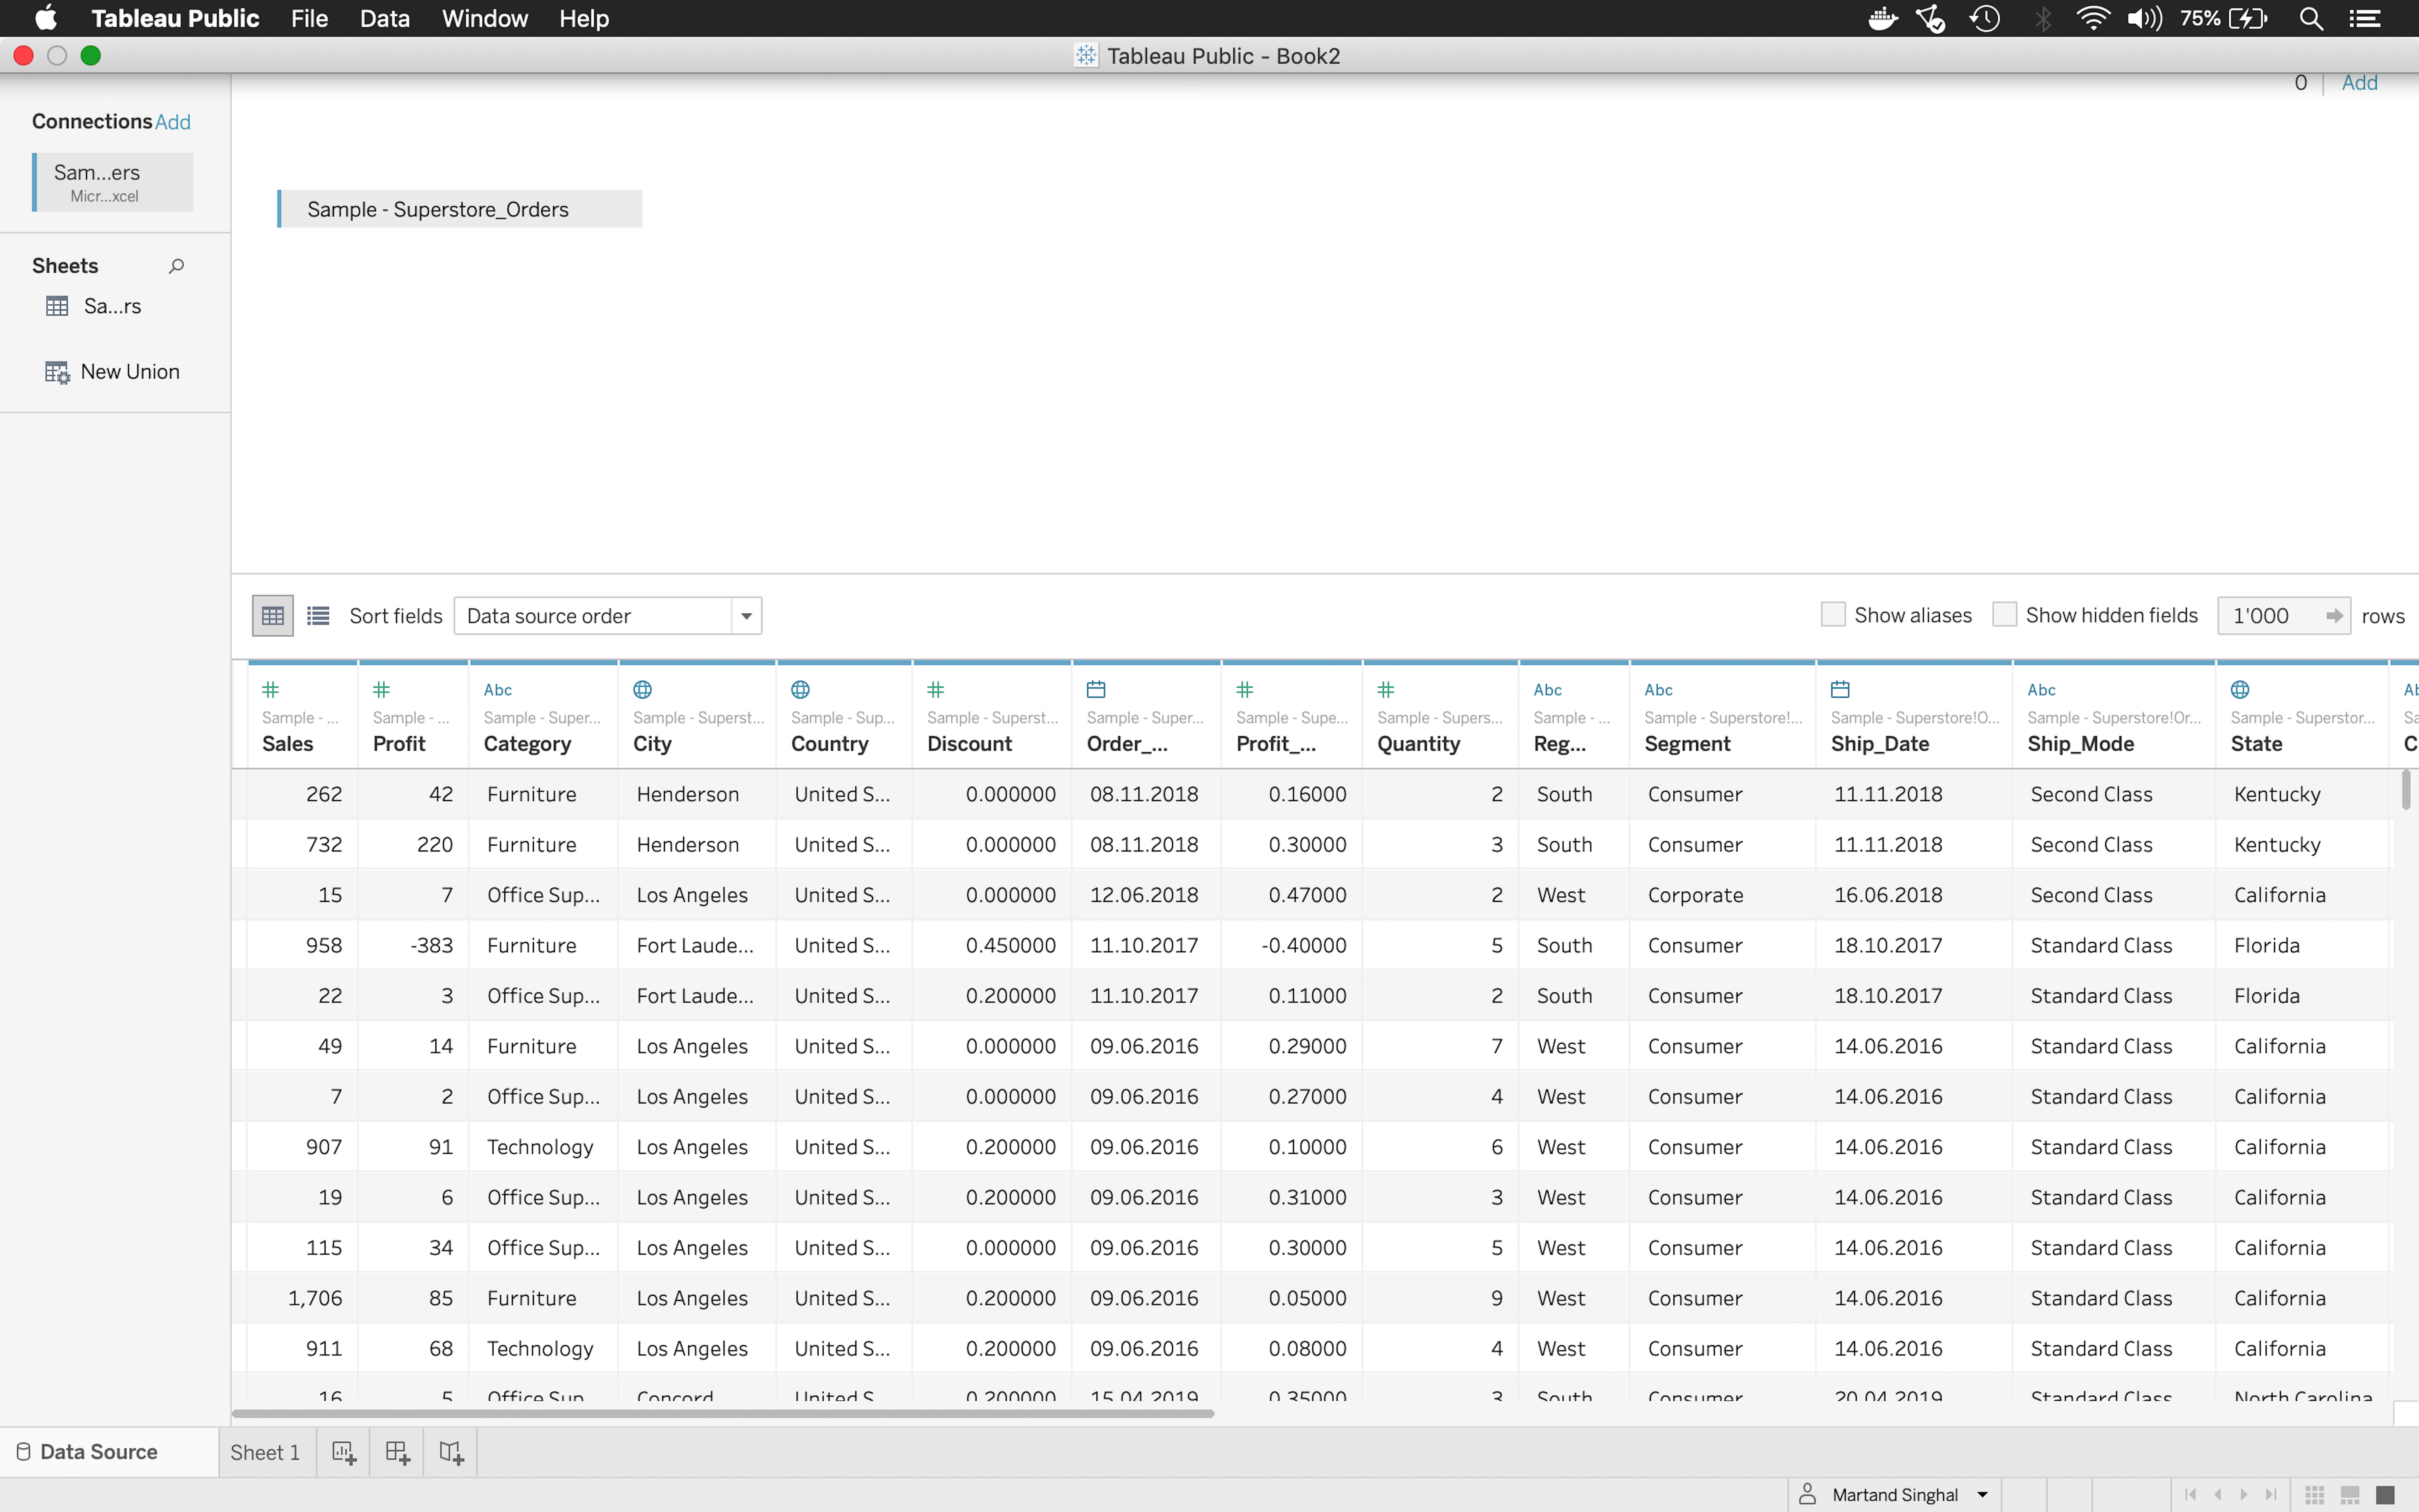 Tableau Public File Data Window Help 75%
Tableau Public - Book2
0 Add
Connections Add
Sam...ers
Micr...xcel
Sample - Superstore_Orders
Sheets
Sa...rs
New Union
Sort fields Data source order Show aliases Show hidden fields 1'000 rows
# # Abc # # # Abc Abc Abc
Sample - ... Sample - ... Sample - Super... Sample - Superst... Sample - Sup... Sample - Superst... Sample - Super... Sample - Supe... Sample - Supers... Sample - ... Sample - Superstore!... Sample - Superstore!O... Sample - Superstore!Or... Sample - Superstor...
Sales Profit Category City Country Discount Order_... Profit_... Quantity Reg... Segment Ship_Date Ship_Mode State
262 42 Furniture Henderson United S... 0.000000 08.11.2018 0.16000 2 South Consumer 11.11.2018 Second Class Kentucky
732 220 Furniture Henderson United S... 0.000000 08.11.2018 0.30000 3 South Consumer 11.11.2018 Second Class Kentucky
15 7 Office Sup... Los Angeles United S... 0.000000 12.06.2018 0.47000 2 West Corporate 16.06.2018 Second Class California
958 -383 Furniture Fort Laude... United S... 0.450000 11.10.2017 -0.40000 5 South Consumer 18.10.2017 Standard Class Florida
22 3 Office Sup... Fort Laude... United S... 0.200000 11.10.2017 0.11000 2 South Consumer 18.10.2017 Standard Class Florida
49 14 Furniture Los Angeles United S... 0.000000 09.06.2016 0.29000 7 West Consumer 14.06.2016 Standard Class California
7 2 Office Sup... Los Angeles United S... 0.000000 09.06.2016 0.27000 4 West Consumer 14.06.2016 Standard Class California
907 91 Technology Los Angeles United S... 0.200000 09.06.2016 0.10000 6 West Consumer 14.06.2016 Standard Class California
19 6 Office Sup... Los Angeles United S... 0.200000 09.06.2016 0.31000 3 West Consumer 14.06.2016 Standard Class California
115 34 Office Sup... Los Angeles United S... 0.000000 09.06.2016 0.30000 5 West Consumer 14.06.2016 Standard Class California
1,706 85 Furniture Los Angeles United S... 0.200000 09.06.2016 0.05000 9 West Consumer 14.06.2016 Standard Class California
911 68 Technology Los Angeles United S... 0.200000 09.06.2016 0.08000 4 West Consumer 14.06.2016 Standard Class California
16 5 Office Sup Concord United S 0.200000 15.04.2019 0.35000 3 South Consumer 20.04.2019 Standard Class North Carolina
Data Source Sheet 1
Martand Singhal